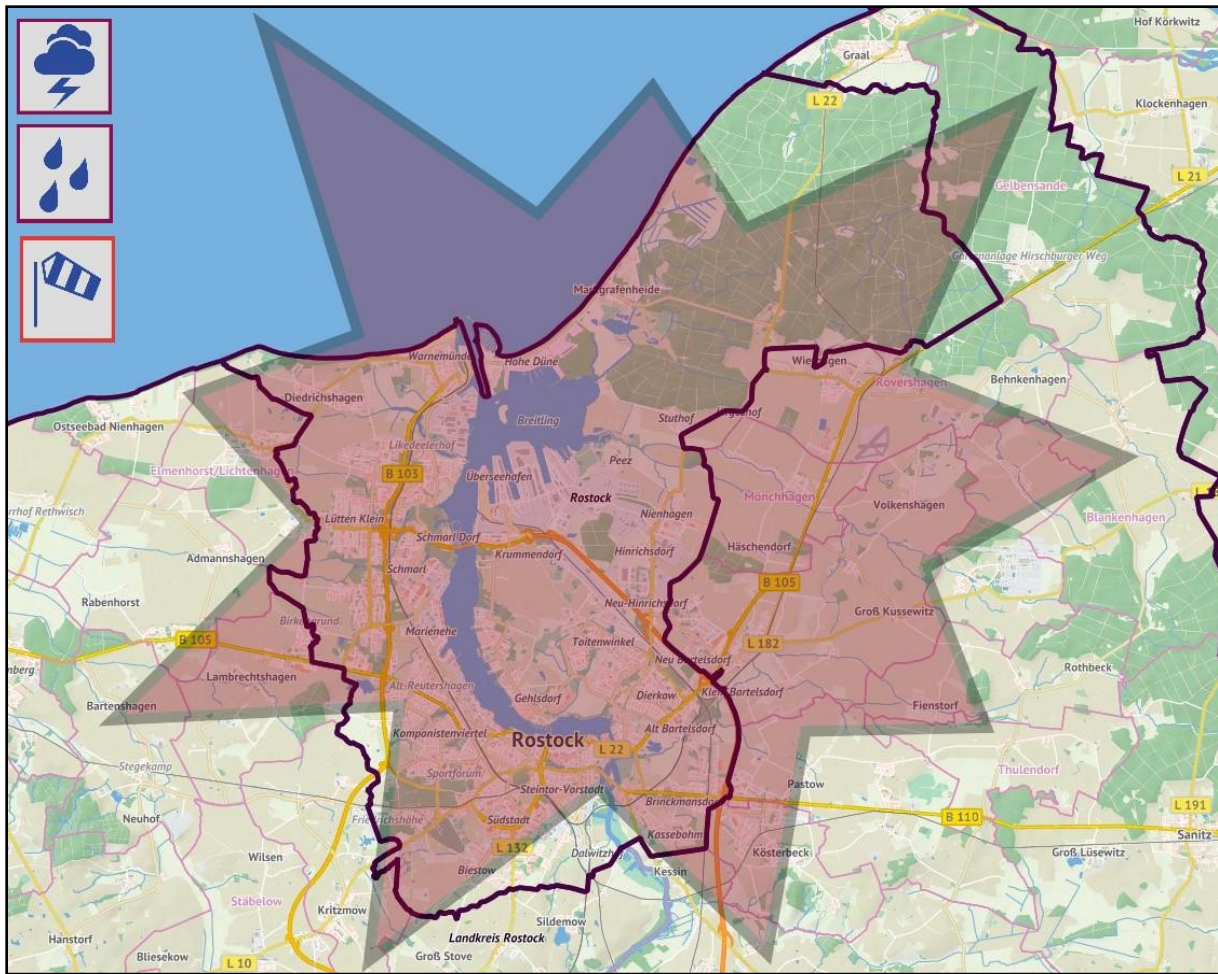 Hof Körkwitz
Graal
L 22
Klockenhagen
L 21
Gelbensande
Gartenanlage Hirschburger Weg
Markgrafenheide
Warnemünde
Hohe Düne
Wiethagen
Rövershagen
Behnkenhagen
Diedrichshagen
Ostseebad Nienhagen
Breitling
Stuthof
Likedeelerhof
Elmenhorst/Lichtenhagen
B 103
Peez
Überseehafen
Rostock
Mönchhagen
Volkenshagen
Nienhagen
Blankenhagen
Lütten Klein
Schmarl Dorf
Krummendorf
Hinrichsdorf
Häschendorf
Admannshagen
Schmarl
B 105
Rabenhorst
Neu-Hinrichsdorf
Groß Kussewitz
Marienehe
Toitenwinkel
B 105
L 182
Neu Bartelsdorf
Rothbeck
Lambrechtshagen
Alt-Reutershagen
Gehlsdorf
Dierkow
Klein Bartelsdorf
Bartenshagen
Fienstorf
Komponistenviertel
Rostock
L 22
Alt Bartelsdorf
Stegekamp
Sportforum
Steintor-Vorstadt
Pastow
Thulendorf
Brinckmansdorf
L 191
Neuhof
Friedrichshöhe
Südstadt
B 110
Sanitz
Kassebohm
L 132
Wilsen
Kösterbeck
Groß Lüsewitz
Biestow
Kessin
Stäbelow
Kritzmow
Sildemow
Hanstorf
Landkreis Rostock
Bliesekow
L 10
Groß Stove